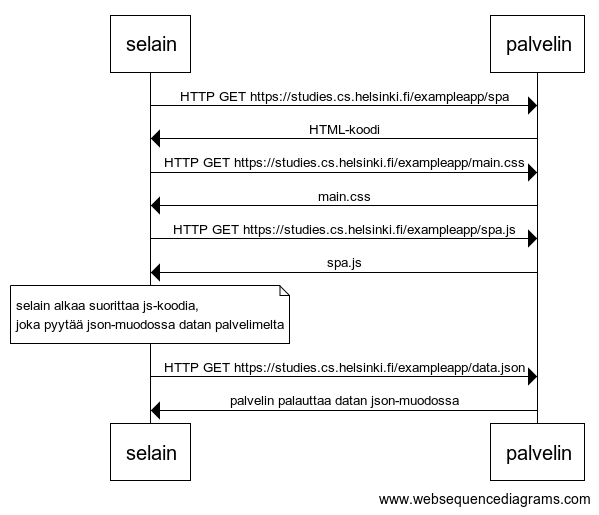 selain
palvelin
HTTP GET https://studies.cs.helsinki.fi/exampleapp/spa
HTML-koodi
HTTP GET https://studies.cs.helsinki.fi/exampleapp/main.css
main.css
HTTP GET https://studies.cs.helsinki.fi/exampleapp/spa.js
spa.js
selain alkaa suorittaa js-koodia,
joka pyytää json-muodossa datan palvelimelta
HTTP GET https://studies.cs.helsinki.fi/exampleapp/data.json
palvelin palauttaa datan json-muodossa
selain
palvelin
www.websequencediagrams.com